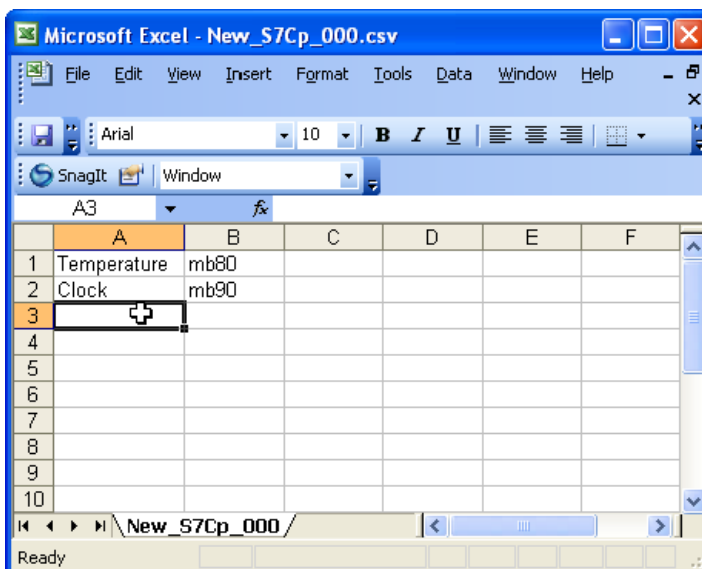 Microsoft Excel - New_S7Cp_000.csv
File Edit View Insert Format Tools Data Window Help
Arial 10 B I U
SnagIt Window
A3 fx
A B C D E F
1 Temperature mb80
2 Clock mb90
3
4
5
6
7
8
9
10
New_S7Cp_000
Ready